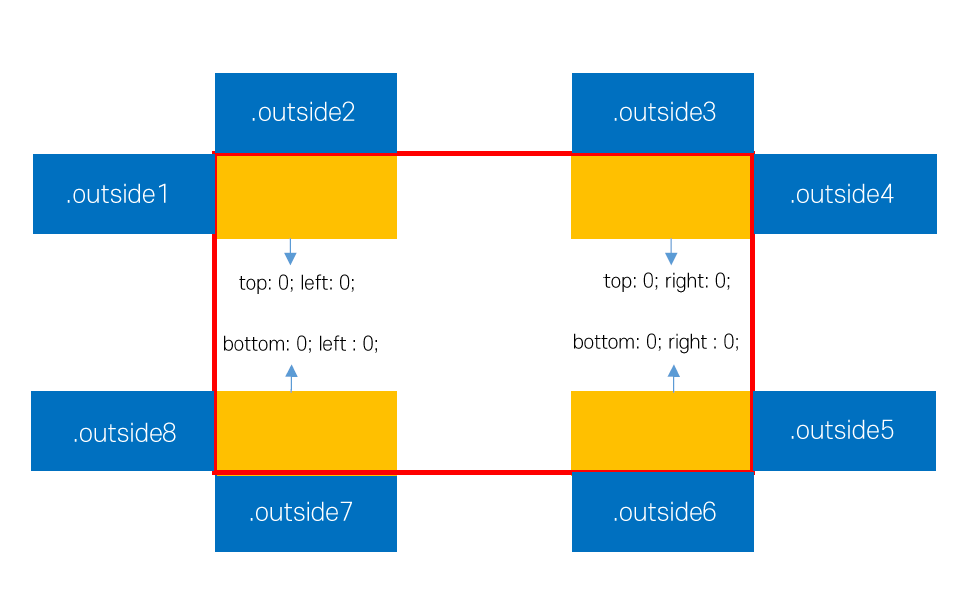 .outside2
.outside3
.outside1
.outside4
top: 0; left: 0;
top: 0; right: 0;
bottom: 0; left : 0;
bottom: 0; right : 0;
.outside8
.outside5
.outside7
.outside6